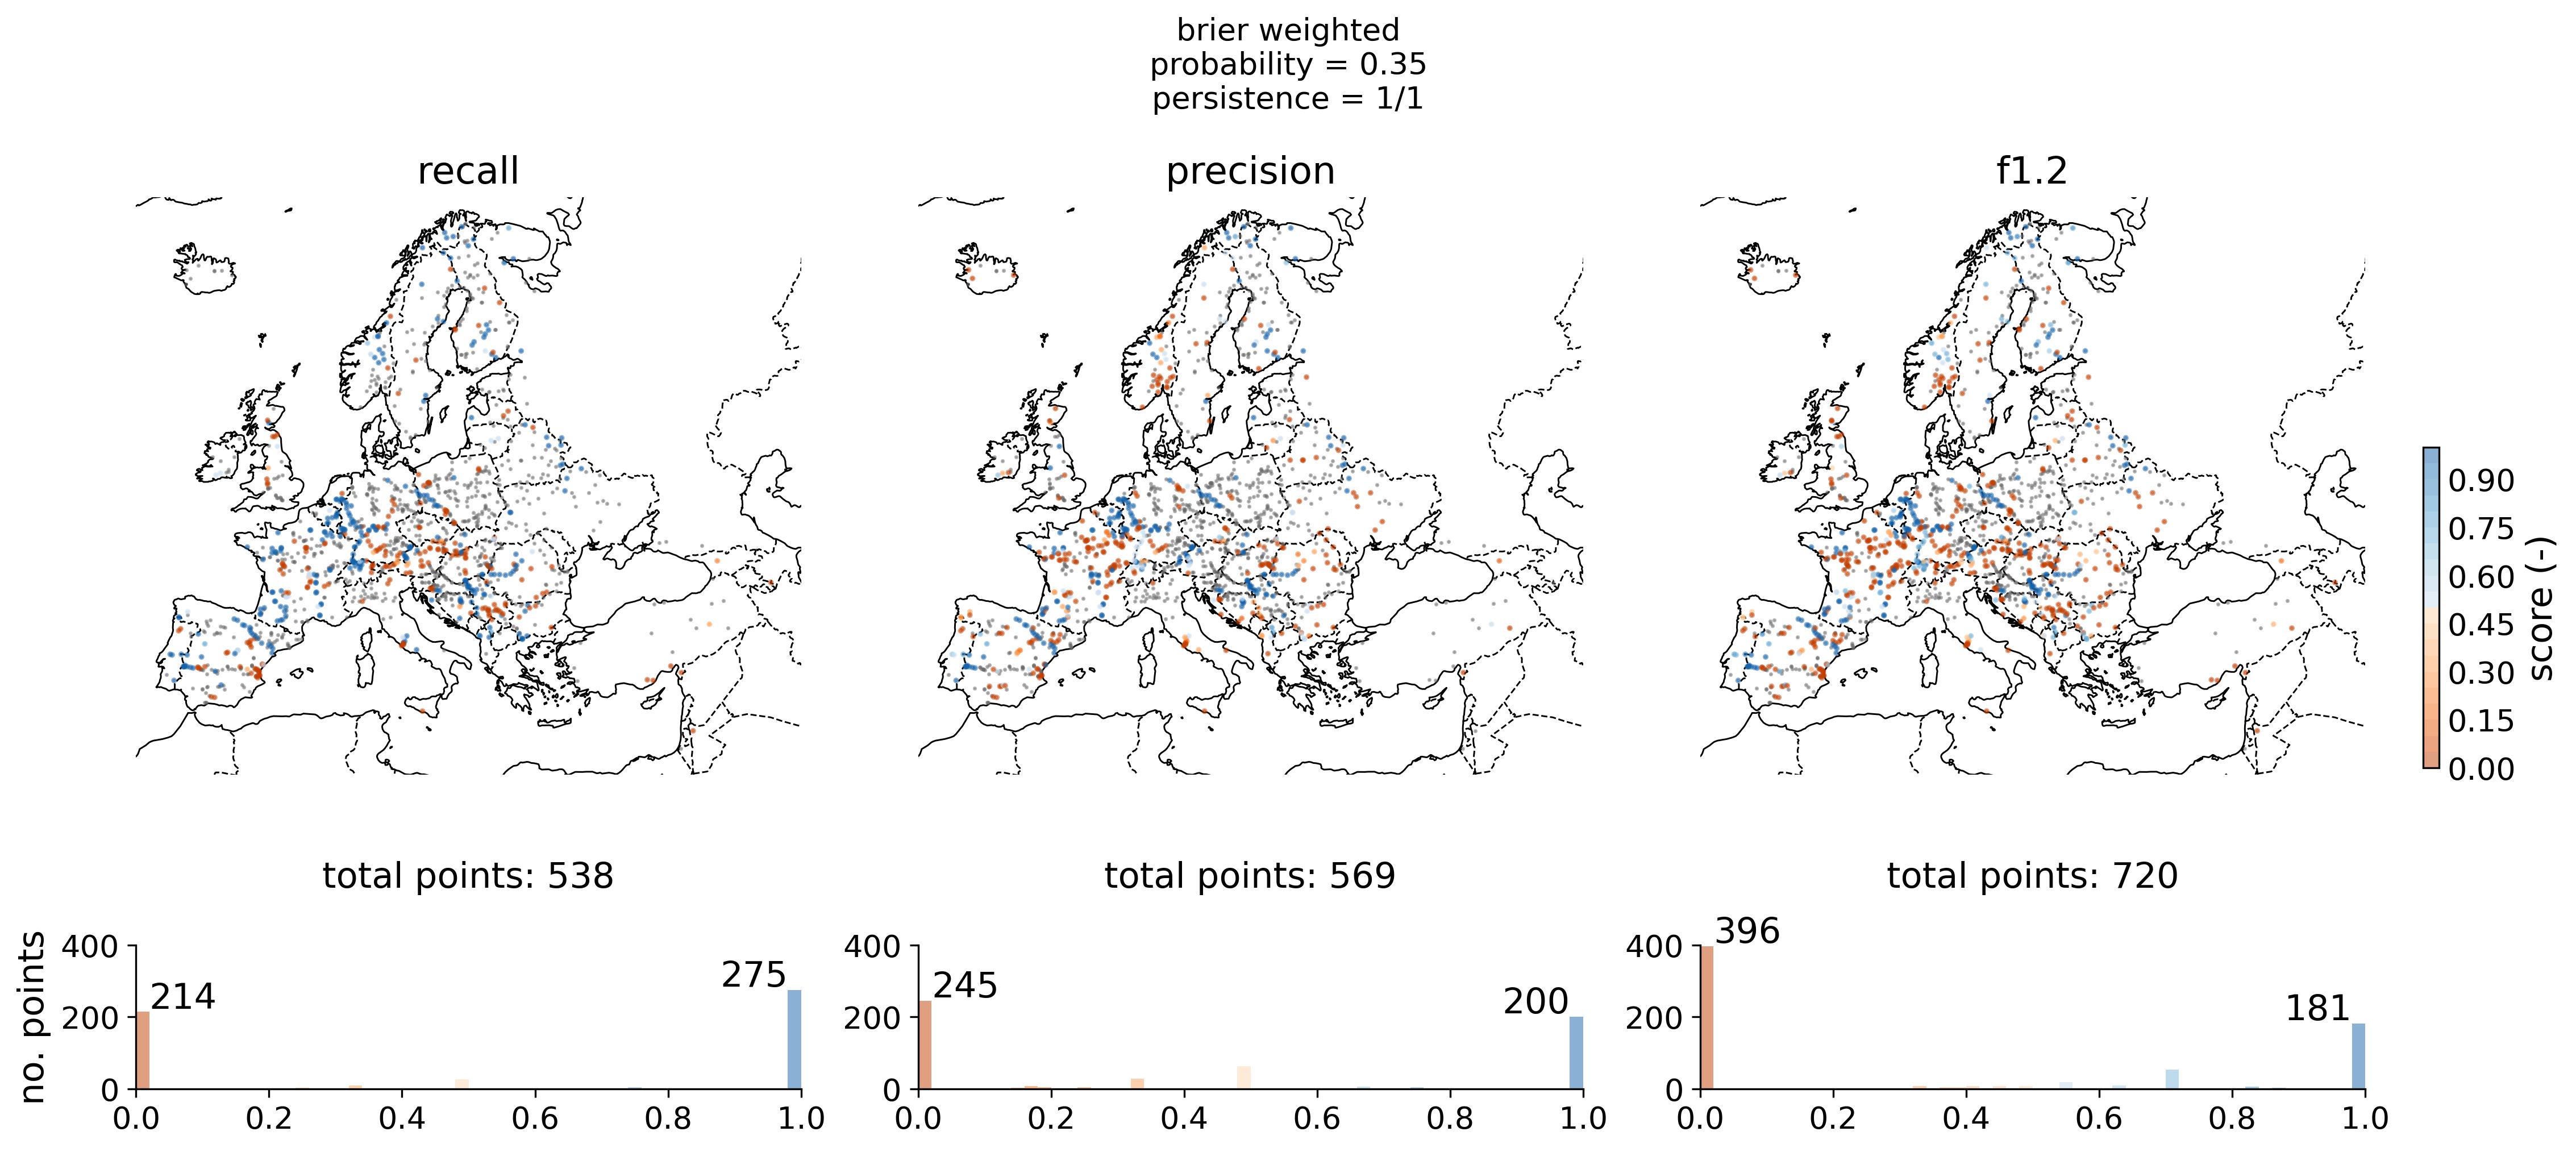 brier weighted
probability = 0.35
persistence = 1/1
recall
precision
f1.2
0.90
0.75
0.60
0.45
0.30
0.15
0.00
score (-)
total points: 538
total points: 569
total points: 720
no. points
400
200
0
214
275
0.0 0.2 0.4 0.6 0.8 1.0
400
200
0
245
200
0.0 0.2 0.4 0.6 0.8 1.0
400
200
0
396
181
0.0 0.2 0.4 0.6 0.8 1.0